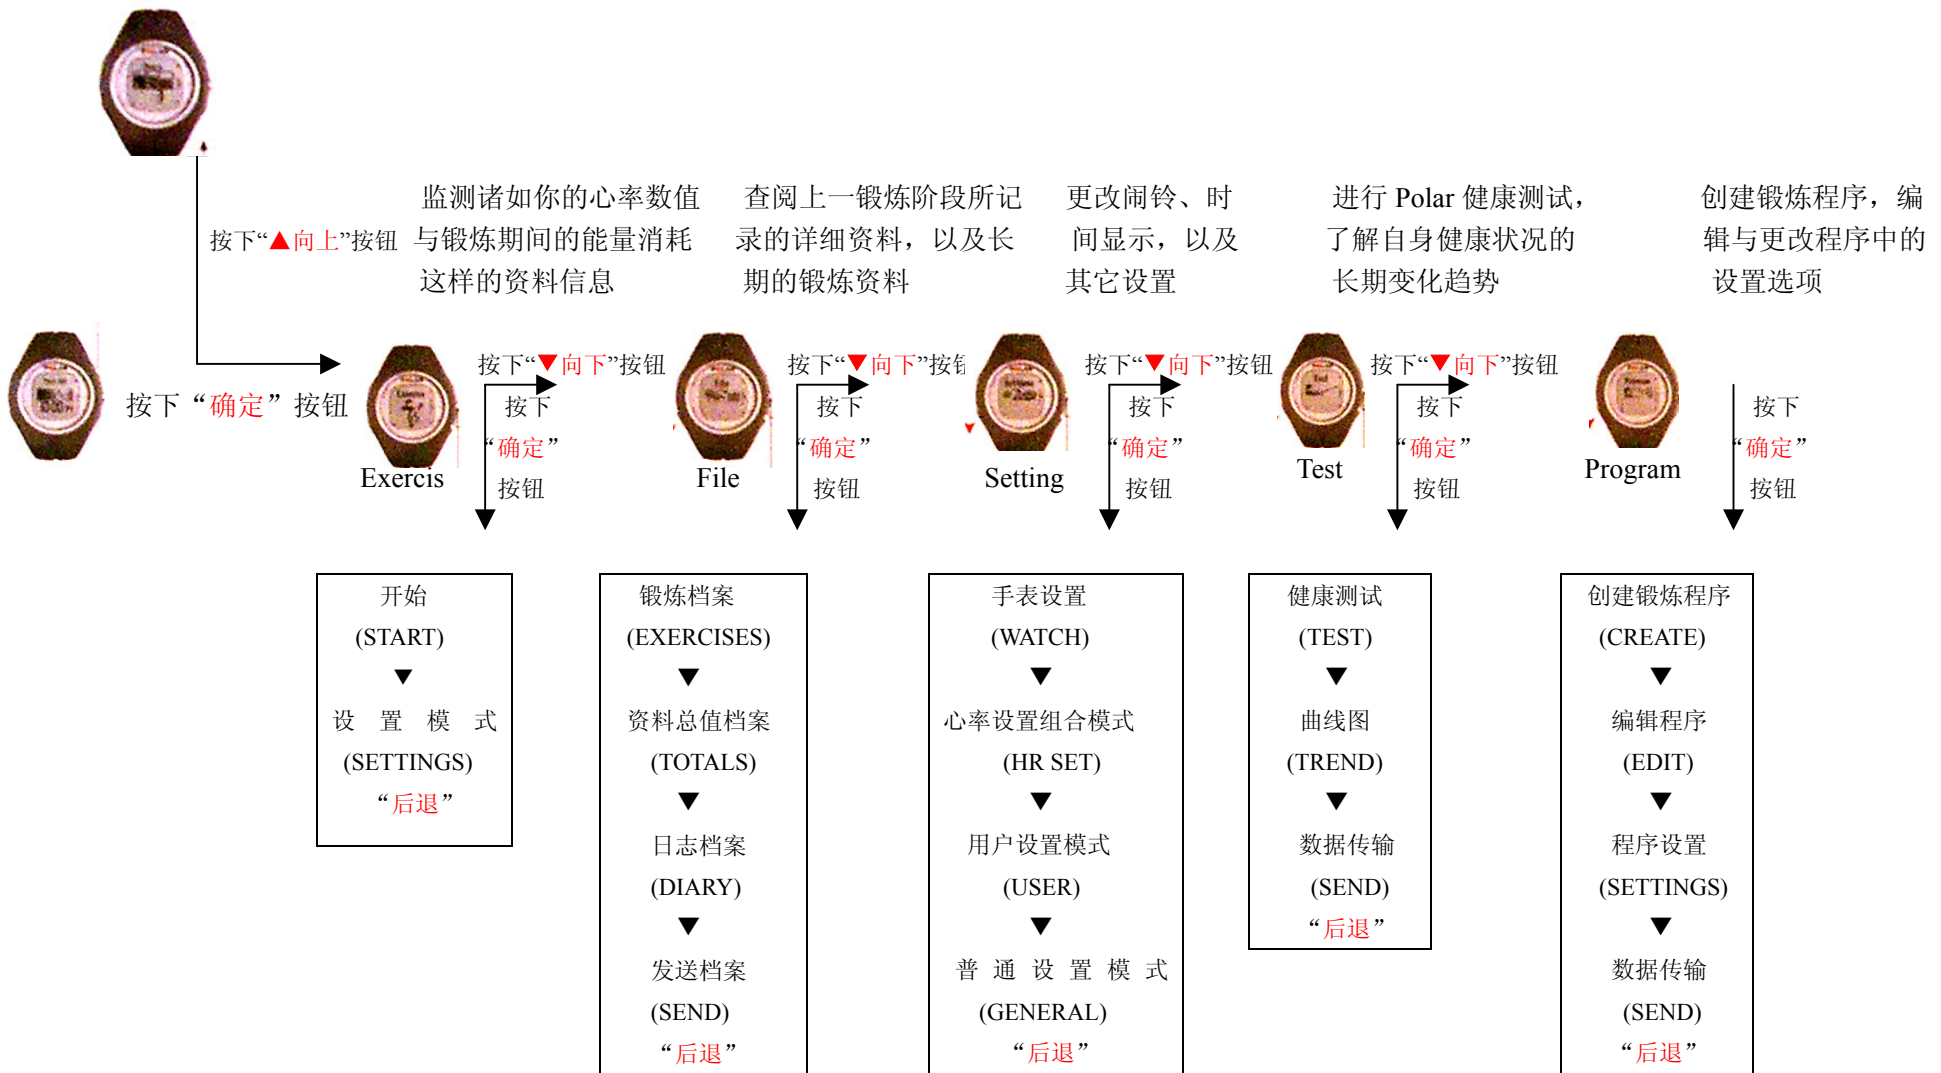 监测诸如你的心率数值
与锻炼期间的能量消耗
这样的资料信息
查阅上一锻炼阶段所记
录的详细资料，以及长
期的锻炼资料
更改闹铃、时
间显示，以及
其它设置
进行 Polar 健康测试，
了解自身健康状况的
长期变化趋势
创建锻炼程序，编
辑与更改程序中的
设置选项
按下“▲向上”按钮
按下“确定”按钮
Exercis
按下“▼向下”按钮
按下
“确定”
按钮
File
按下“▼向下”按钮
按下
“确定”
按钮
Setting
按下“▼向下”按钮
按下
“确定”
按钮
Test
按下“▼向下”按钮
按下
“确定”
按钮
Program
按下
“确定”
按钮
开始
(START)
▼
设 置 模 式
(SETTINGS)
“后退”
锻炼档案
(EXERCISES)
▼
资料总值档案
(TOTALS)
▼
日志档案
(DIARY)
▼
发送档案
(SEND)
“后退”
手表设置
(WATCH)
▼
心率设置组合模式
(HR SET)
▼
用户设置模式
(USER)
▼
普 通 设 置 模 式
(GENERAL)
“后退”
健康测试
(TEST)
▼
曲线图
(TREND)
▼
数据传输
(SEND)
“后退”
创建锻炼程序
(CREATE)
▼
编辑程序
(EDIT)
▼
程序设置
(SETTINGS)
▼
数据传输
(SEND)
“后退”